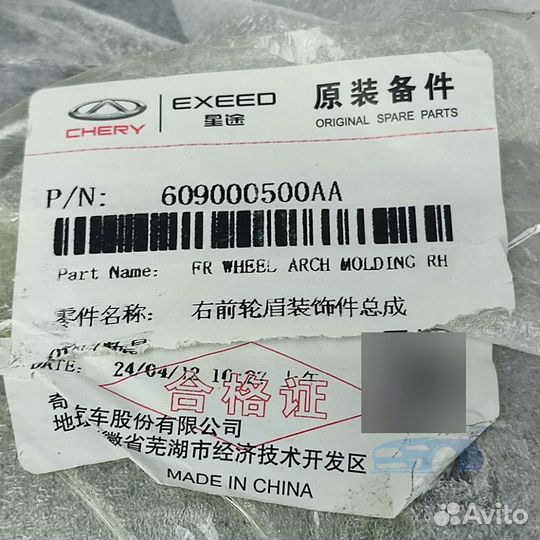 CHERY
EXEED
星途
原装备件
ORIGINAL SPARE PARTS
P/N: 609000500AA
Part Name: FR WHEEL ARCH MOLDING RH
零件名称: 右前轮眉装饰件总成
DATE: 24/04/12
合格证
车股份有限公司
地址
省芜湖市经济技术开发区
MADE IN CHINA
Avito